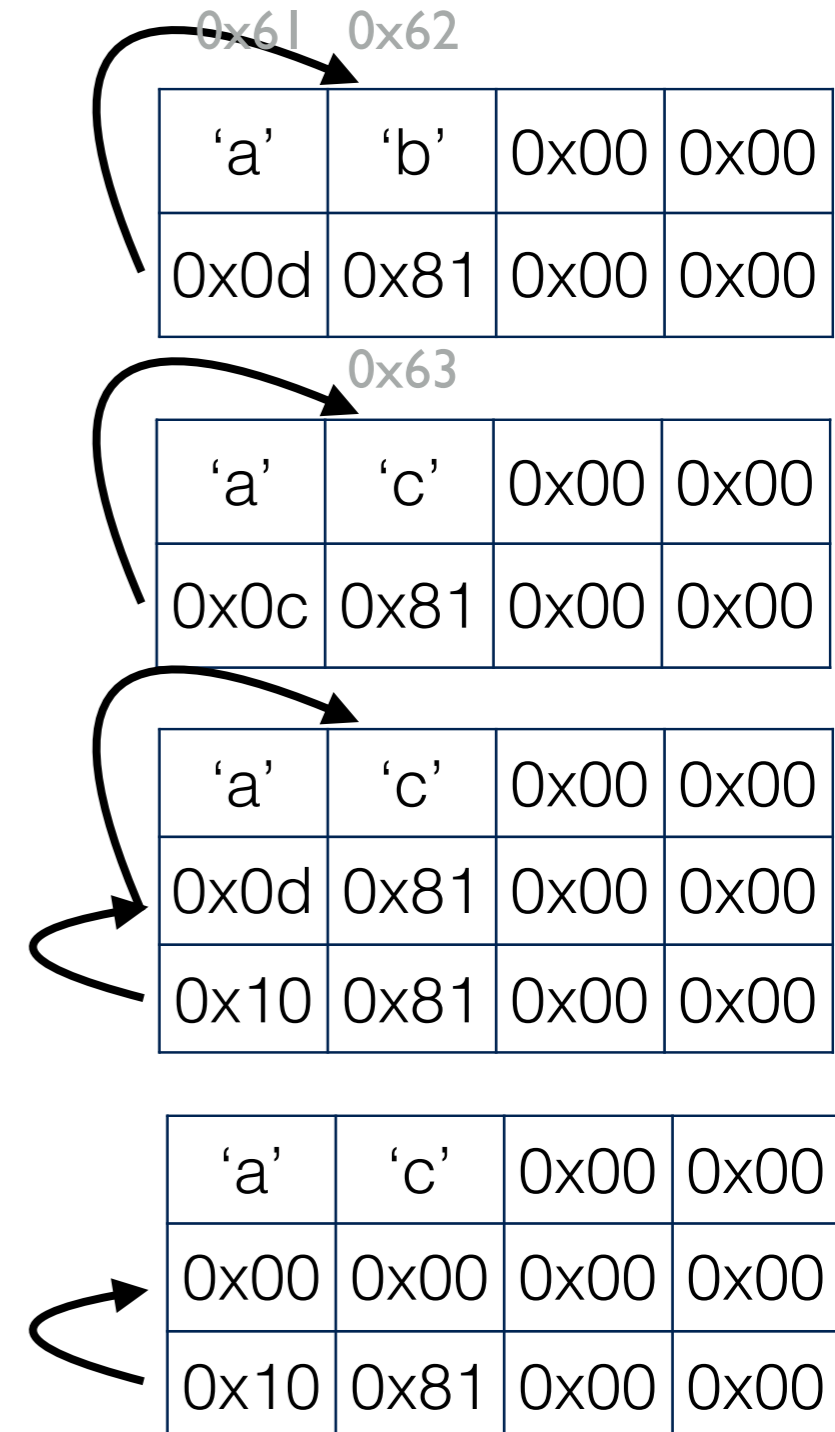 0x61 0x62
‘a’ ‘b’ 0x00 0x00
0x0d 0x81 0x00 0x00
0x63
‘a’ ‘c’ 0x00 0x00
0x0c 0x81 0x00 0x00
‘a’ ‘c’ 0x00 0x00
0x0d 0x81 0x00 0x00
0x10 0x81 0x00 0x00
‘a’ ‘c’ 0x00 0x00
0x00 0x00 0x00 0x00
0x10 0x81 0x00 0x00